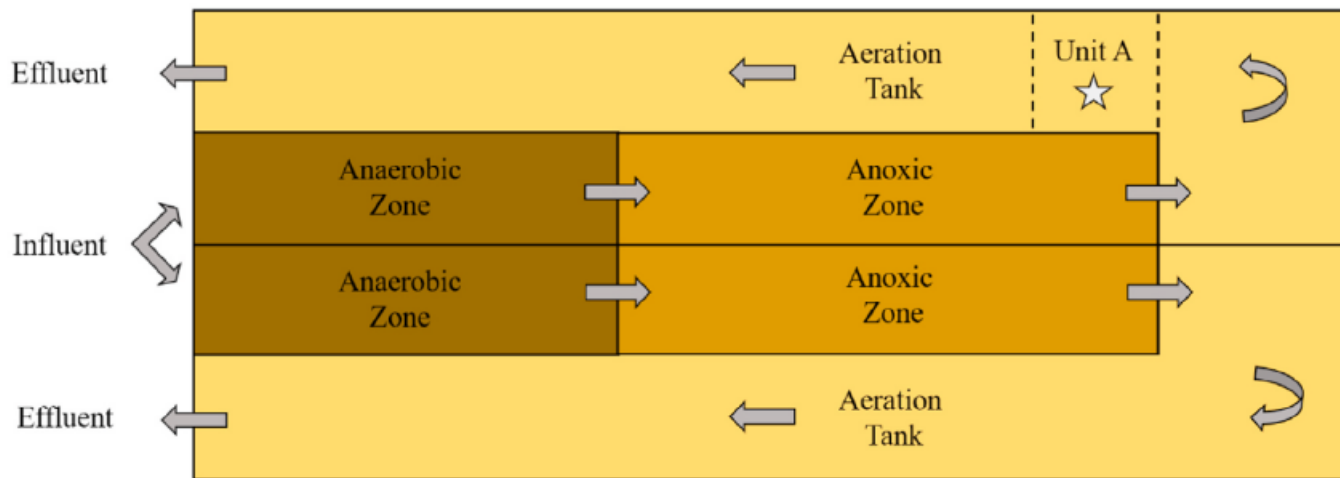 Effluent
Aeration
Tank
Unit A
Anaerobic
Zone
Anoxic
Zone
Influent
Anaerobic
Zone
Anoxic
Zone
Effluent
Aeration
Tank